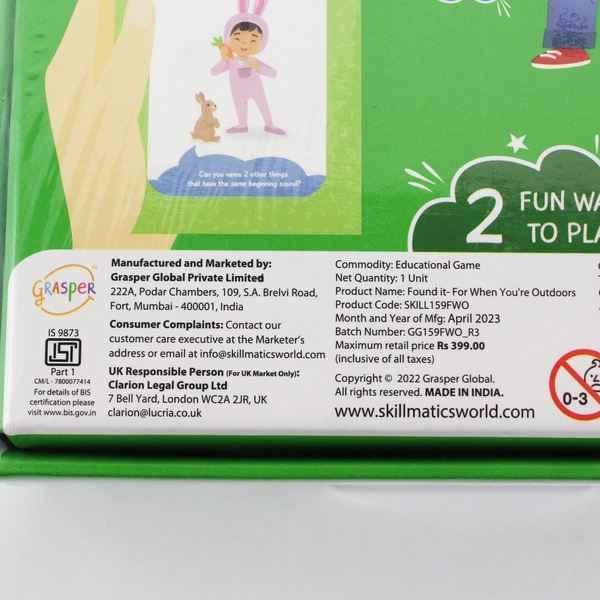 Can you name 2 other things
that have the same beginning sound?
2 FUN
TO
GRASPER
IS 9873
ISI
Part 1
CM/L - 7800077414
For details of BIS
certification please
visit www.bis.gov.in
Manufactured and Marketed by:
Grasper Global Private Limited
222A, Podar Chambers, 109, S.A. Brelvi Road,
Fort, Mumbai - 400001, India
Consumer Complaints: Contact our
customer care executive at the Marketer's
address or email at info@skillmaticsworld.com
UK Responsible Person (For UK Market Only):
Clarion Legal Group Ltd
7 Bell Yard, London WC2A 2JR, UK
clarion@lucria.co.uk
Commodity: Educational Game
Net Quantity: 1 Unit
Product Name: Found it- For When You're Outdoors
Product Code: SKILL159FWO
Month and Year of Mfg: April 2023
Batch Number: GG159FWO_R3
Maximum retail price Rs 399.00
(inclusive of all taxes)
Copyright © 2022 Grasper Global.
All rights reserved. MADE IN INDIA.
www.skillmaticsworld.com
0-3